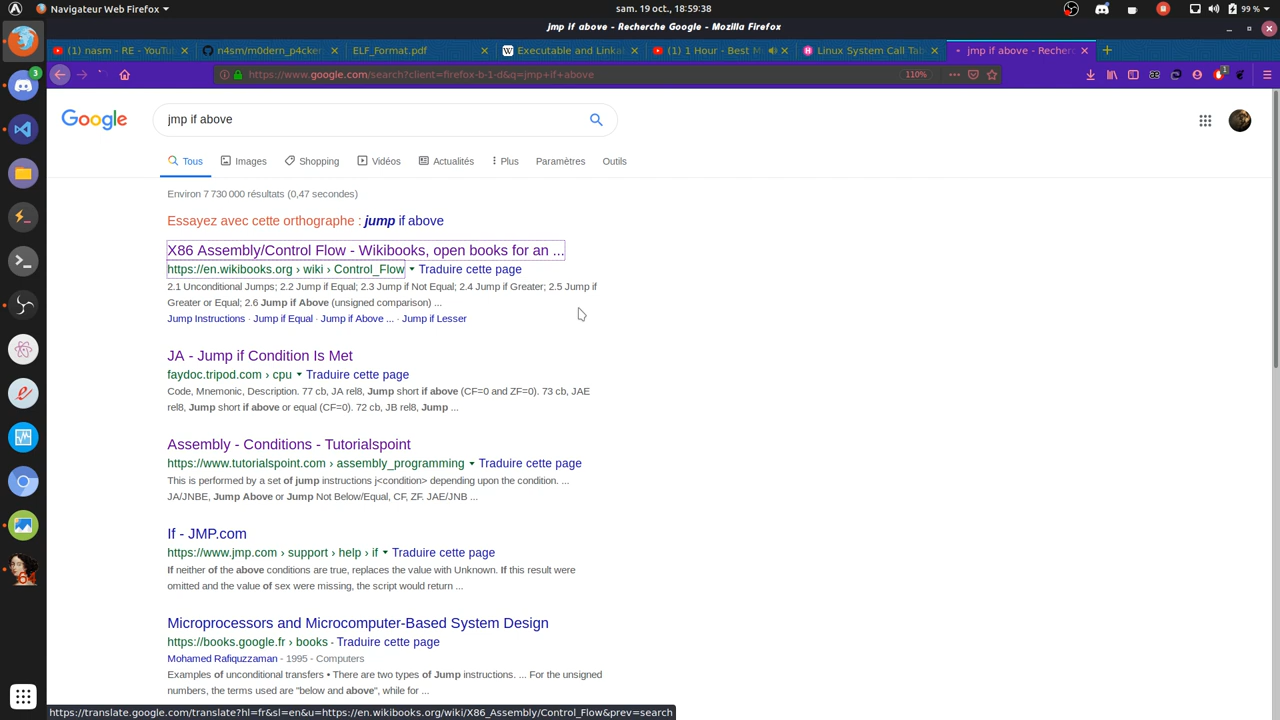 Navigateur Web Firefox
sam. 19 oct. 18:59:38
99 %
jmp if above - Recherche Google - Mozilla Firefox
(1) nasm - RE - YouTu
n4sm/m0dern_p4cker
ELF_Format.pdf
Executive and Linkab
(1) 1 Hour - Best M
Linux System Call Tab
jmp if above - Recherc
https://www.google.com/search?client=firefox-b-1-d&q=jmp+if+above
110%
3
1
Google
jmp if above
Tous
Images
Shopping
Vidéos
Actualités
Plus
Paramètres
Outils
Environ 7 730 000 résultats (0,47 secondes)
Essayez avec cette orthographe : jump if above
X86 Assembly/Control Flow - Wikibooks, open books for an ...
https://en.wikibooks.org › wiki › Control_Flow Traduire cette page
2.1 Unconditional Jumps; 2.2 Jump if Equal; 2.3 Jump if Not Equal; 2.4 Jump if Greater; 2.5 Jump if
Greater or Equal; 2.6 Jump if Above (unsigned comparison) ...
Jump Instructions · Jump if Equal · Jump if Above ... · Jump if Lesser
JA - Jump if Condition Is Met
faydoc.tripod.com › cpu Traduire cette page
Code, Mnemonic, Description. 77 cb, JA rel8, Jump short if above (CF=0 and ZF=0). 73 cb, JAE
rel8, Jump short if above or equal (CF=0). 72 cb, JB rel8, Jump ...
Assembly - Conditions - Tutorialspoint
https://www.tutorialspoint.com › assembly_programming Traduire cette page
This is performed by a set of jump instructions j<condition> depending upon the condition. ...
JA/JNBE, Jump Above or Jump Not Below/Equal, CF, ZF. JAE/JNB ...
If - JMP.com
https://www.jmp.com › support › help › if Traduire cette page
If neither of the above conditions are true, replaces the value with Unknown. If this result were
omitted and the value of sex were missing, the script would return ...
Microprocessors and Microcomputer-Based System Design
https://books.google.fr › books - Traduire cette page
Mohamed Rafiquzzaman - 1995 - Computers
Examples of unconditional transfers • There are two types of Jump instructions. ... For the unsigned
numbers, the terms used are "below and above", while for ...
https://translate.google.com/translate?hl=fr&sl=en&u=https://en.wikibooks.org/wiki/X86_Assembly/Control_Flow&prev=search